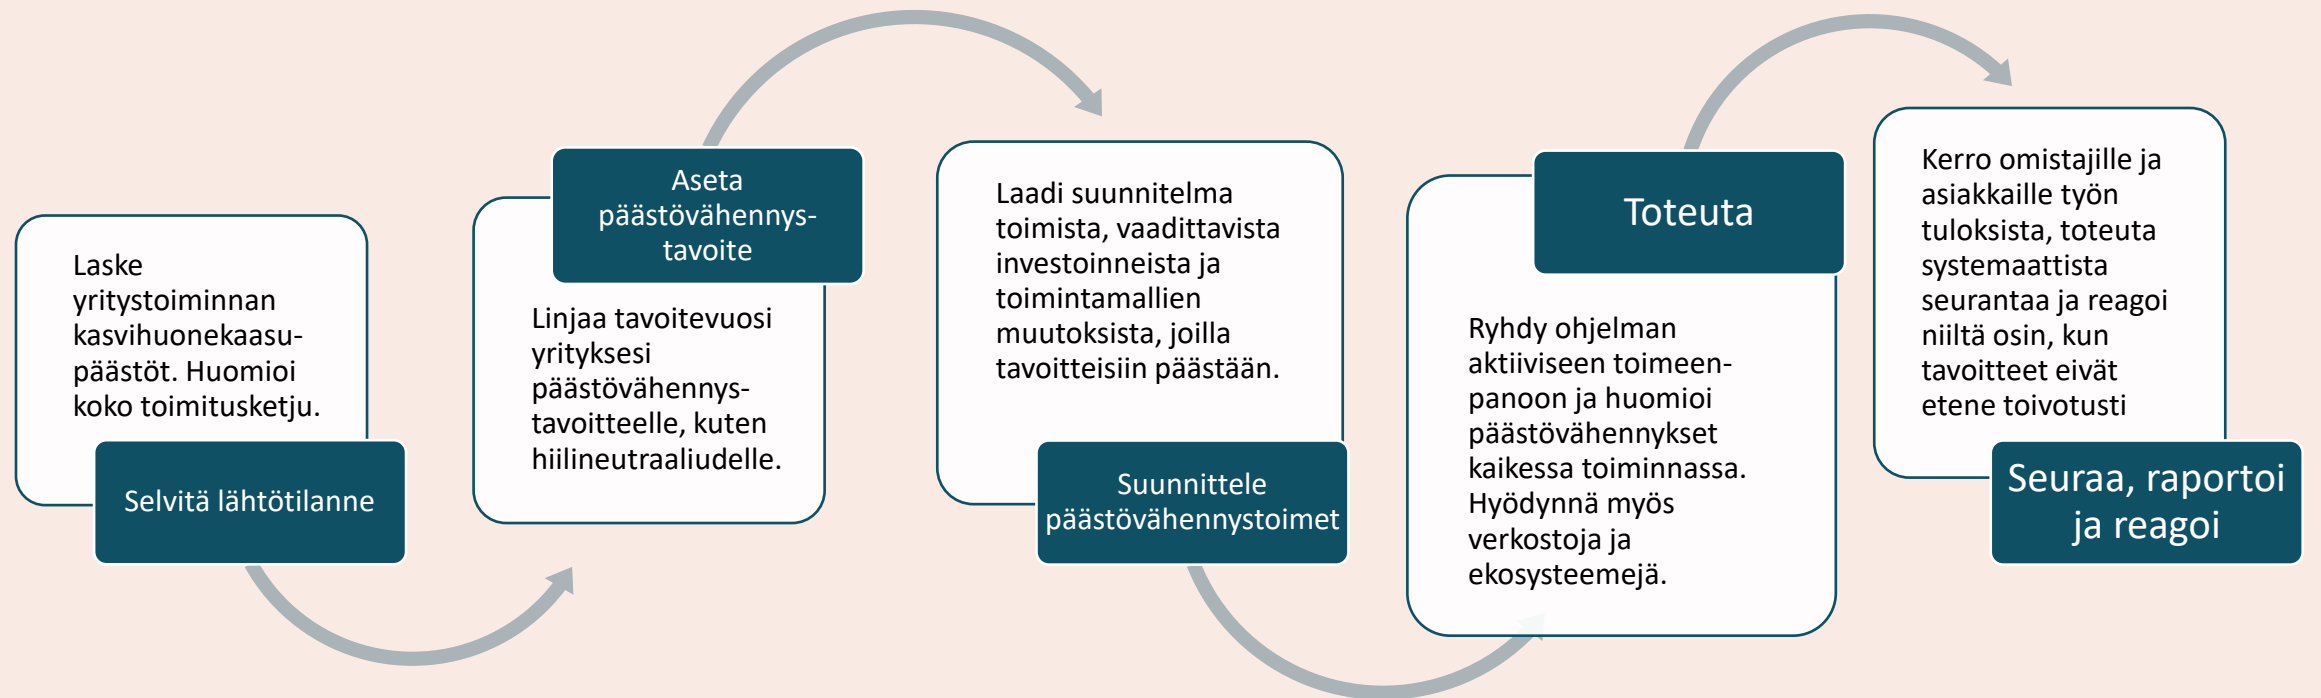 Laske
yritystoiminnan
kasvihuonekaasu-
päästöt. Huomioi
koko toimitusketju.
Selvitä lähtötilanne
Aseta
päästövähennys-
tavoite
Linjaa tavoitevuosi
yrityksesi
päästövähennys-
tavoitteelle, kuten
hiilineutraaliudelle.
Laadi suunnitelma
toimista, vaadittavista
investoinneista ja
toimintamallien
muutoksista, joilla
tavoitteisiin päästään.
Suunnittele
päästövähennystoimet
Toteuta
Ryhdy ohjelman
aktiiviseen toimeen-
panoon ja huomioi
päästövähennykset
kaikessa toiminnassa.
Hyödynnä myös
verkostoja ja
ekosysteemejä.
Kerro omistajille ja
asiakkaille työn
tuloksista, toteuta
systemaattista
seurantaa ja reagoi
niiltä osin, kun
tavoitteet eivät
etene toivotusti
Seuraa, raportoi
ja reagoi